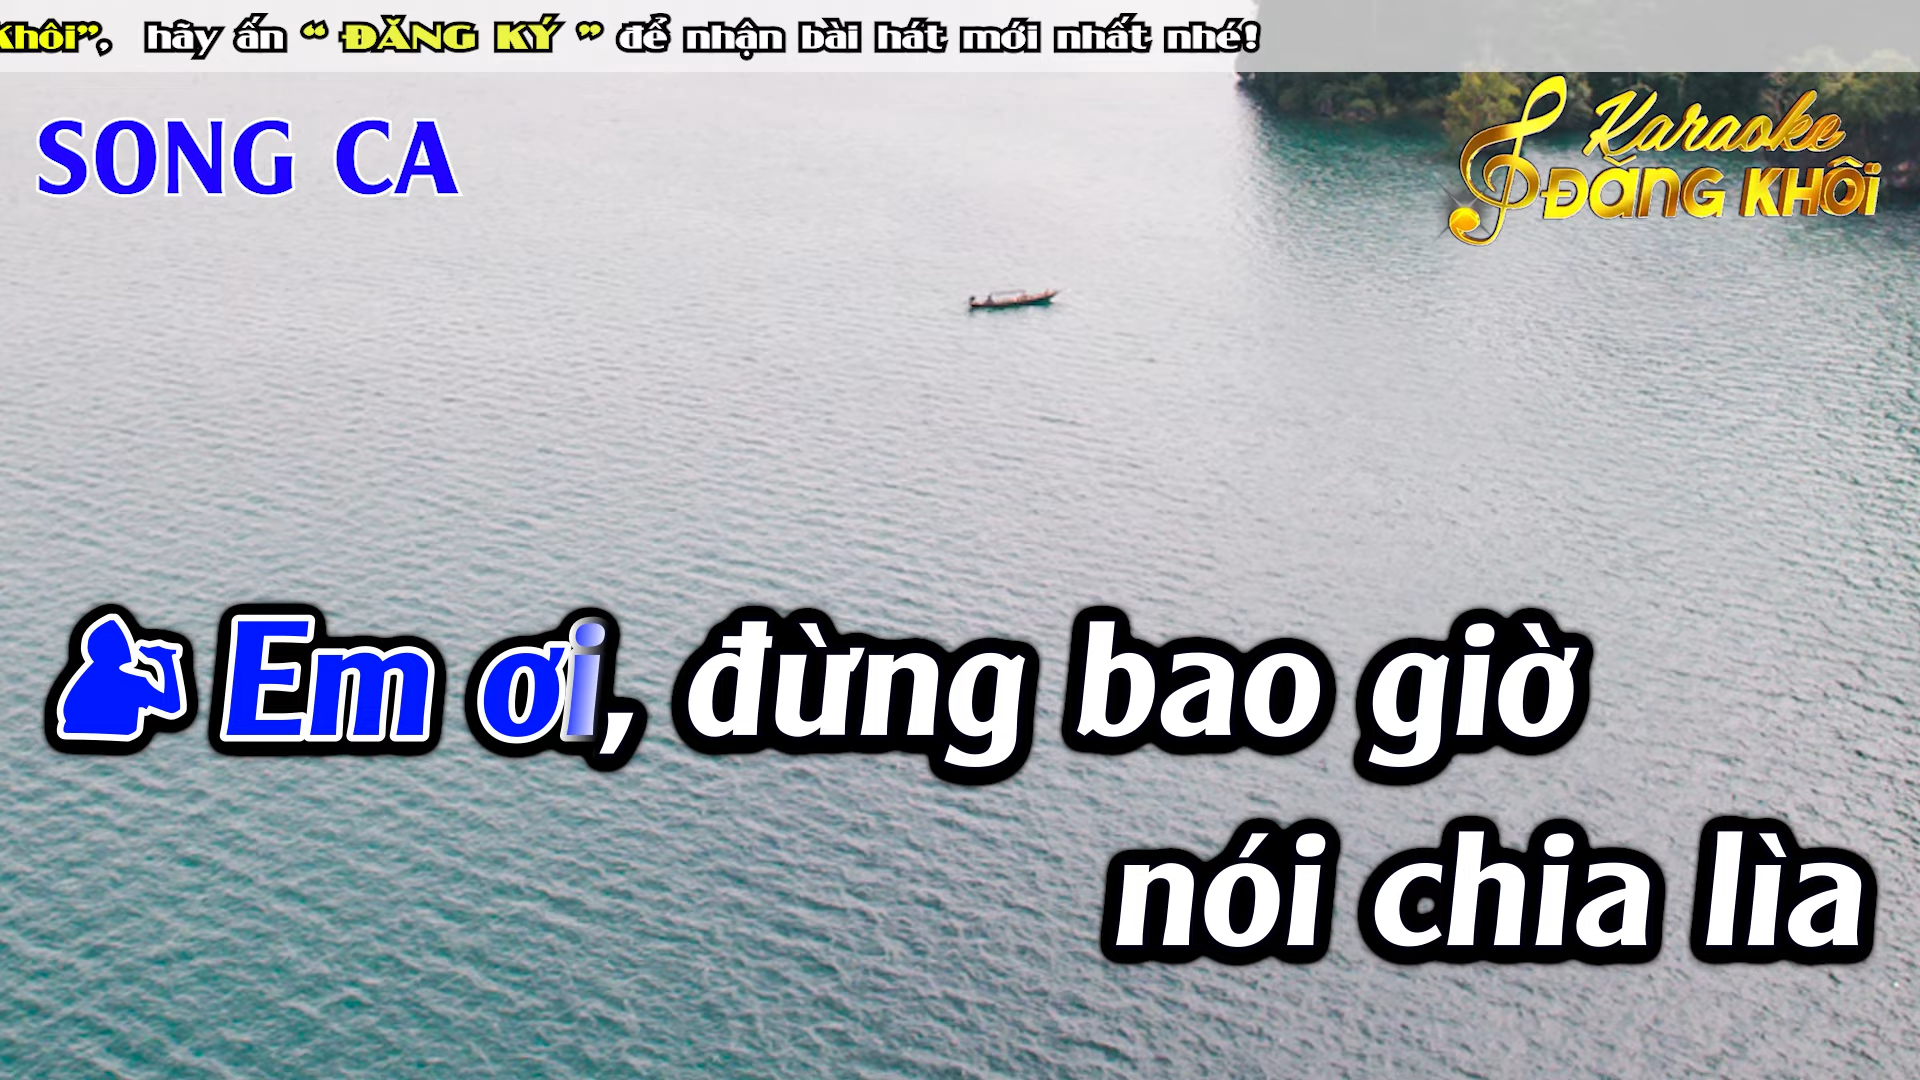 Khôi”, hãy ấn “ ĐĂNG KÝ ” để nhận bài hát mới nhất nhé!
Karaoke
ĐĂNG KHÔI
SONG CA
Em ơi, đừng bao giờ
nói chia lìa